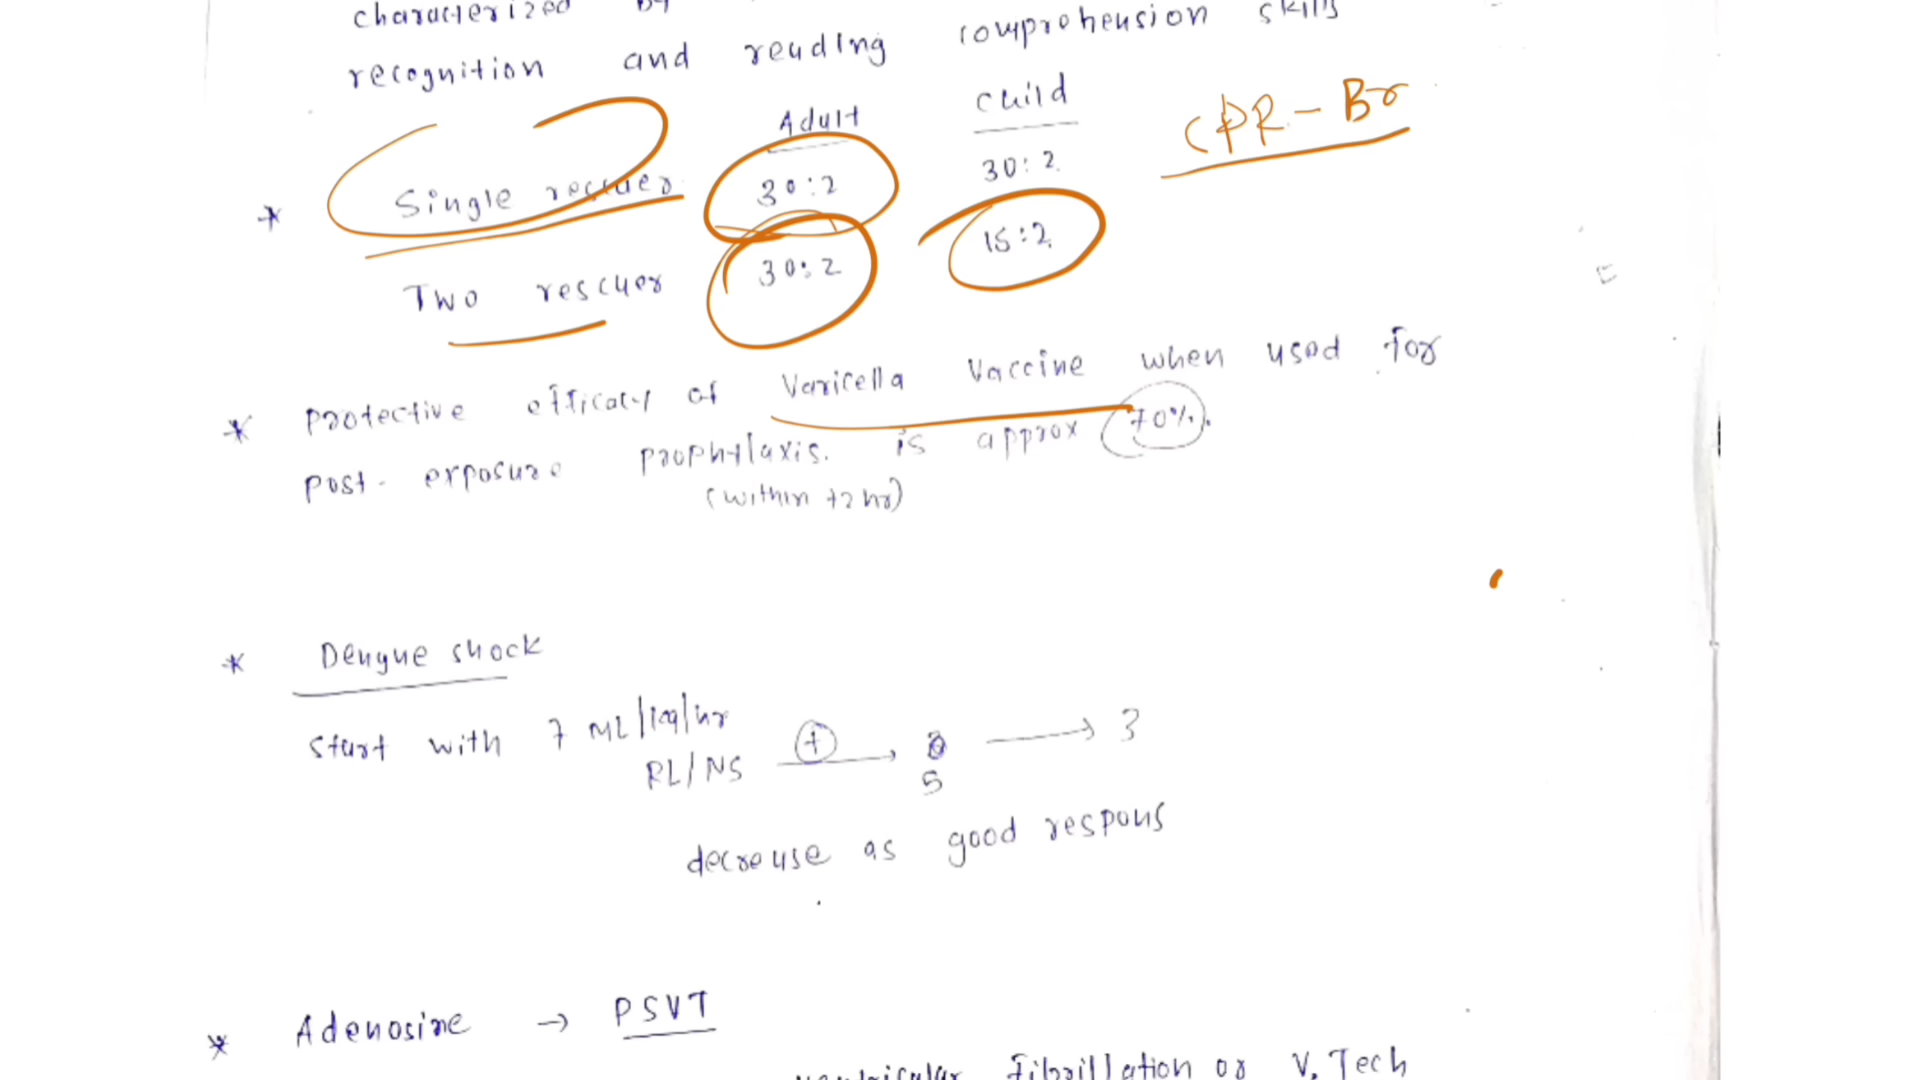 characterized by
recognition and reading comprehension skills
Adult Child CPR - Br
* Single rescuer 30:2 30:2
Two rescuer 30:2 15:2
* Protective efficacy of Varicella Vaccine when used for
post- exposure prophylaxis. is approx 70%.
(within 72 hr)
* Dengue shock
start with 7 ML/kg/hr
RL/NS + → → 3
5
decrease as good respons
* Adenosine → PSVT
ventricular fibrillation or V. Tech